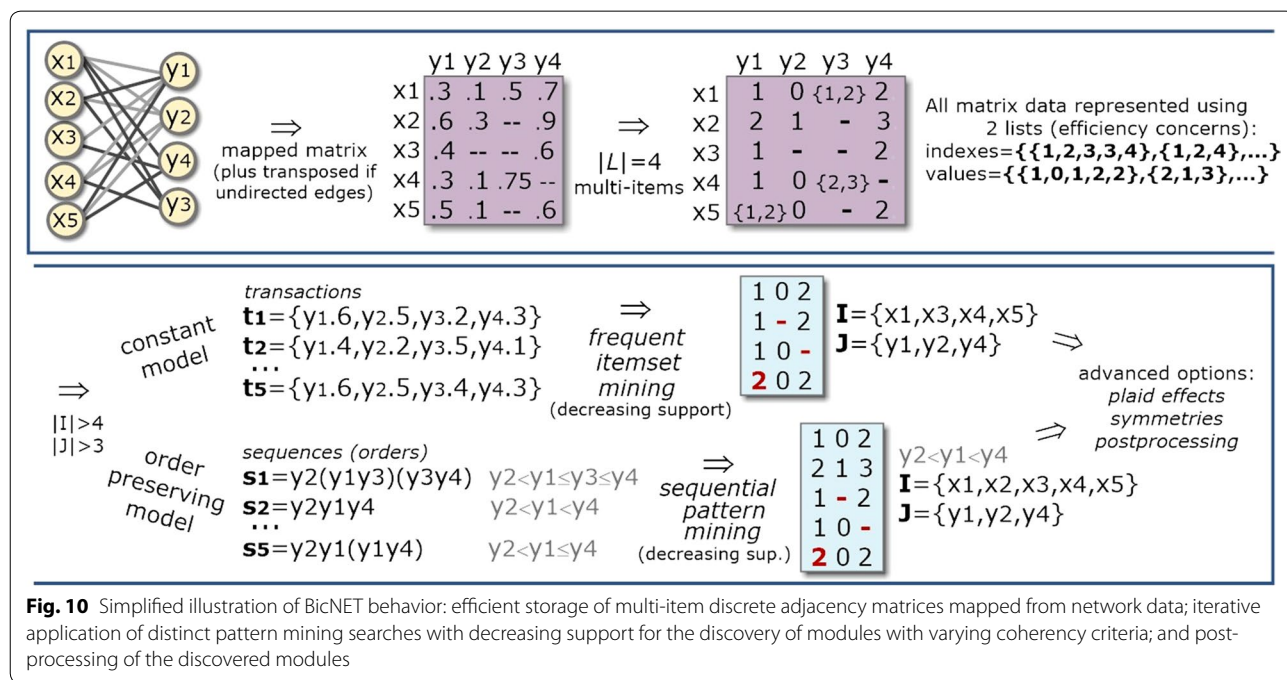 x1
x2
x3
x4
x5
y1
y2
y4
y3
⇒
mapped matrix
(plus transposed if
undirected edges)
y1 y2 y3 y4
x1 .3 .1 .5 .7
x2 .6 .3 -- .9
x3 .4 -- -- .6
x4 .3 .1 .75 --
x5 .5 .1 -- .6
⇒
|L|=4
multi-items
y1 y2 y3 y4
x1 1 0 {1,2} 2
x2 2 1 - 3
x3 1 - - 2
x4 1 0 {2,3} -
x5 {1,2} 0 - 2
All matrix data represented using
2 lists (efficiency concerns):
indexes={{1,2,3,3,4},{1,2,4},...}
values={{1,0,1,2,2},{2,1,3},...}
⇒
|I|>4
|J|>3
constant
model
transactions
t1={y1.6,y2.5,y3.2,y4.3}
t2={y1.4,y2.2,y3.5,y4.1}
...
t5={y1.6,y2.5,y3.4,y4.3}
⇒
frequent
itemset
mining
(decreasing support)
1 0 2
1 - 2
1 0 -
2 0 2
I={x1,x3,x4,x5}
J={y1,y2,y4}
order
preserving
model
sequences (orders)
s1=y2(y1y3)(y3y4) y2<y1≤y3≤y4
s2=y2y1y4 y2<y1<y4
...
s5=y2y1(y1y4) y2<y1≤y4
⇒
sequential
pattern
mining
(decreasing sup.)
1 0 2
2 1 3
1 - 2
1 0 -
2 0 2
y2<y1<y4
I={x1,x2,x3,x4,x5}
J={y1,y2,y4}
⇒
⇒
advanced options:
plaid effects
symmetries
postprocessing
Fig. 10 Simplified illustration of BicNET behavior: efficient storage of multi-item discrete adjacency matrices mapped from network data; iterative
application of distinct pattern mining searches with decreasing support for the discovery of modules with varying coherency criteria; and post-
processing of the discovered modules